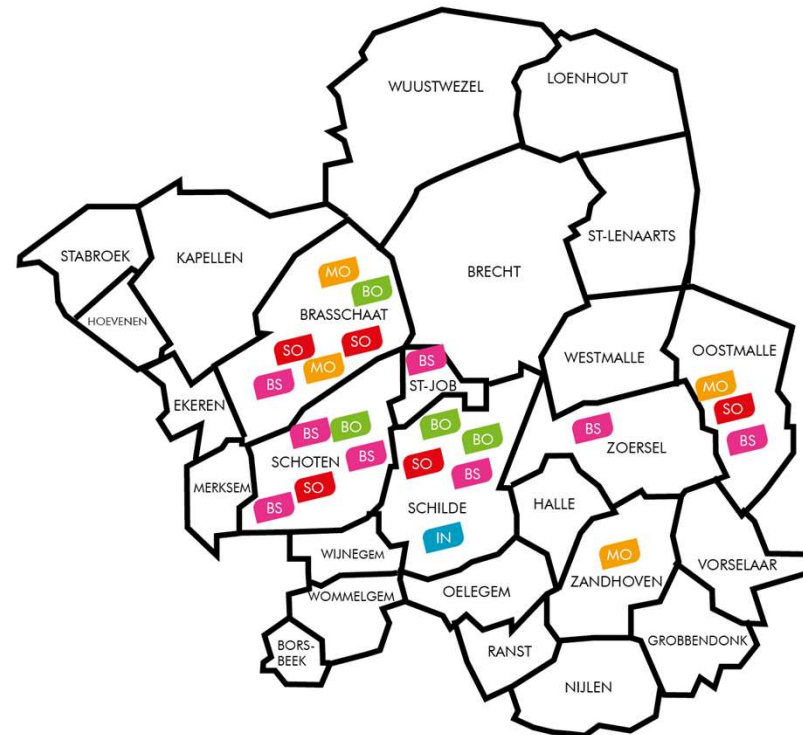 LOENHOUT
WUUSTWEZEL
ST-LENAARTS
STABROEK
KAPELLEN
BRECHT
MO
BO
BRASSCHAAT
HOEVENEN
SO
SO
BS
MO
EKEREN
BS
ST-JOB
WESTMALLE
OOSTMALLE
MO
SO
BS
BS
ZOERSEL
BS
BO
SCHOTEN
BS
SO
BS
MERKSEM
BO
BO
SO
BS
SCHILDE
IN
HALLE
MO
ZANDHOVEN
VORSELAAR
WIJNEGEM
WOMMELGEM
OELEGEM
BORS-
BEEK
RANST
GROBBENDONK
NIJLEN